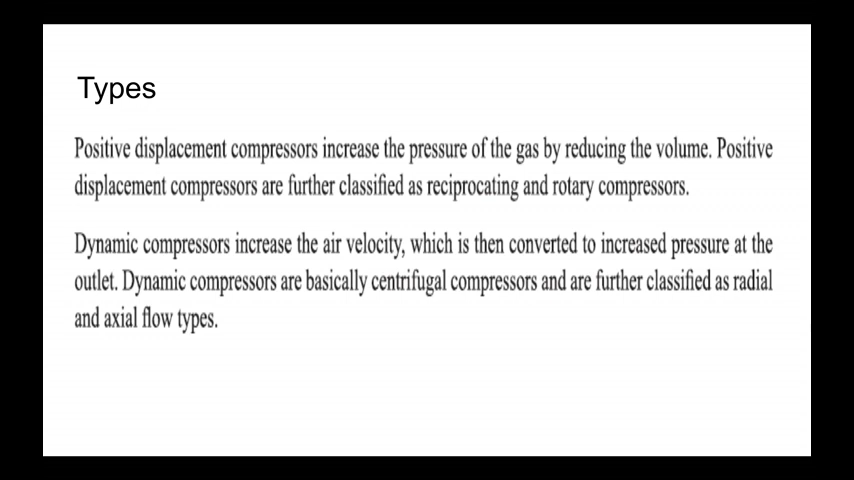 Types
Positive displacement compressors increase the pressure of the gas by reducing the volume. Positive
displacement compressors are further classified as reciprocating and rotary compressors.
Dynamic compressors increase the air velocity, which is then converted to increased pressure at the
outlet. Dynamic compressors are basically centrifugal compressors and are further classified as radial
and axial flow types.